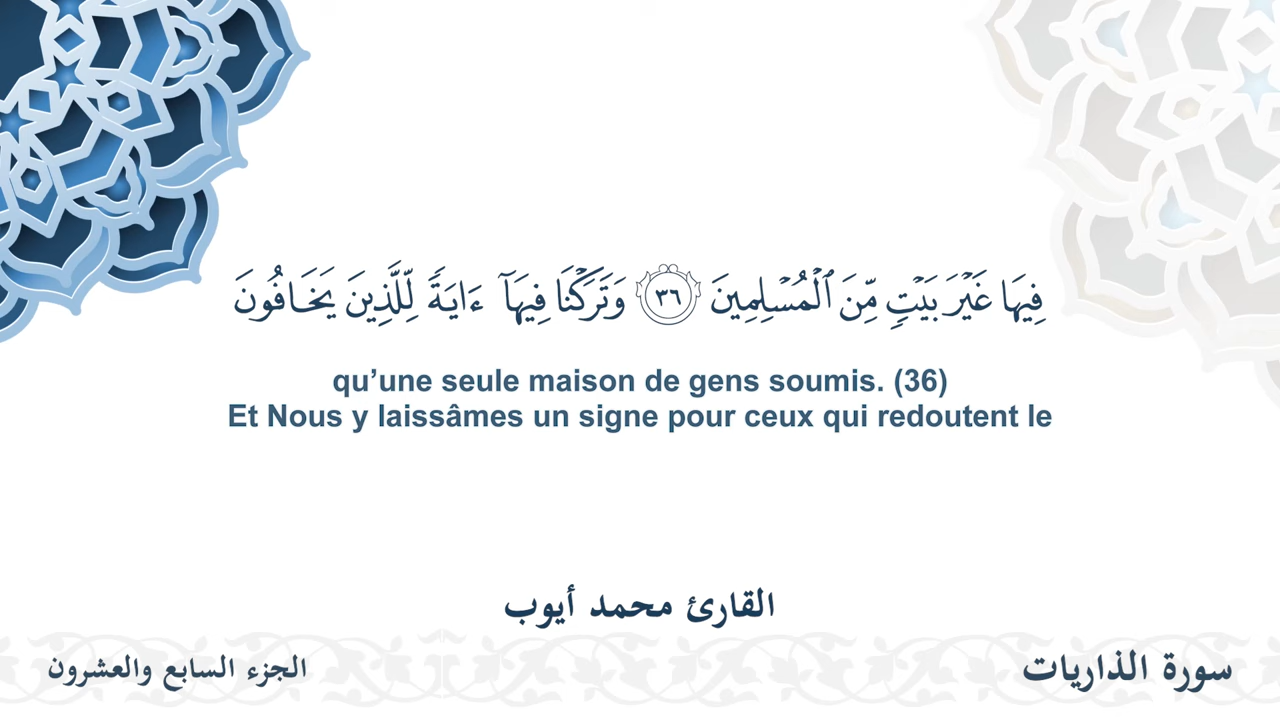 فِيهَا غَيْرَ بَيْتٍ مِّنَ ٱلْمُسْلِمِينَ ٣٦ وَتَرَكْنَا فِيهَآ ءَايَةً لِّلَّذِينَ يَخَافُونَ
qu’une seule maison de gens soumis. (36)
Et Nous y laissâmes un signe pour ceux qui redoutent le
القارئ محمد أيوب
سورة الذاريات
الجزء السابع والعشرون